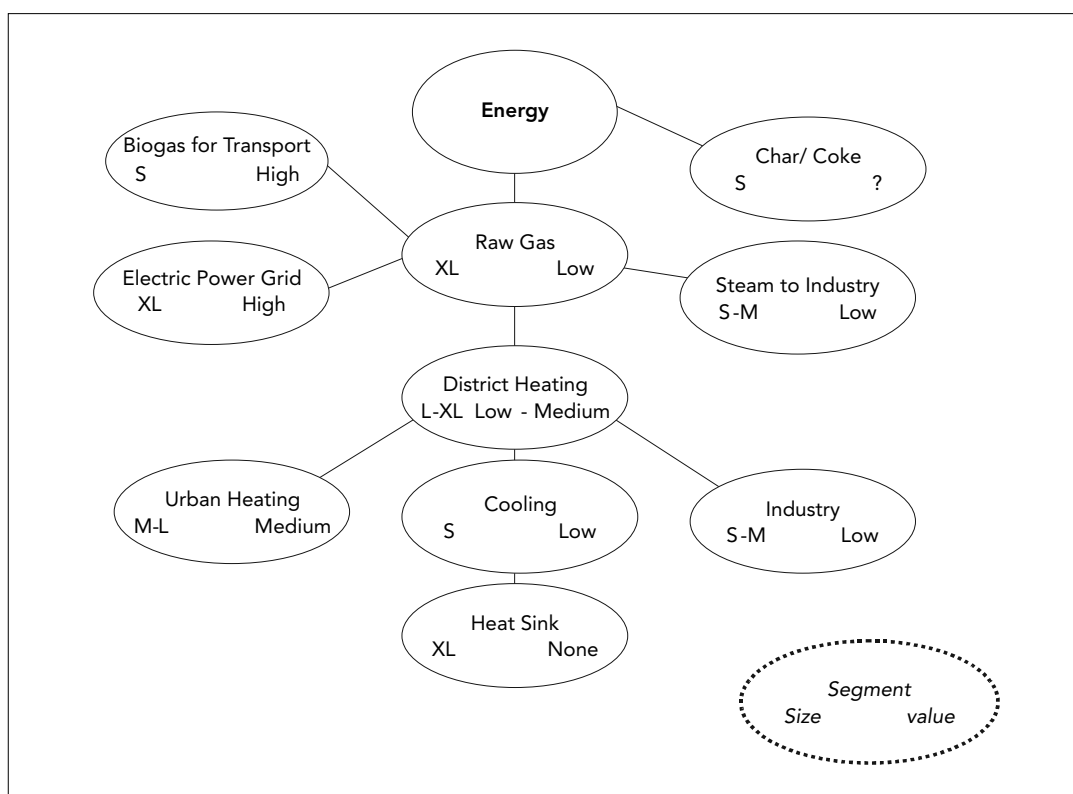 Energy
Biogas for Transport
S High
Char/ Coke
S ?
Raw Gas
XL Low
Electric Power Grid
XL High
Steam to Industry
S-M Low
District Heating
L-XL Low - Medium
Urban Heating
M-L Medium
Cooling
S Low
Industry
S-M Low
Heat Sink
XL None
Segment
Size value